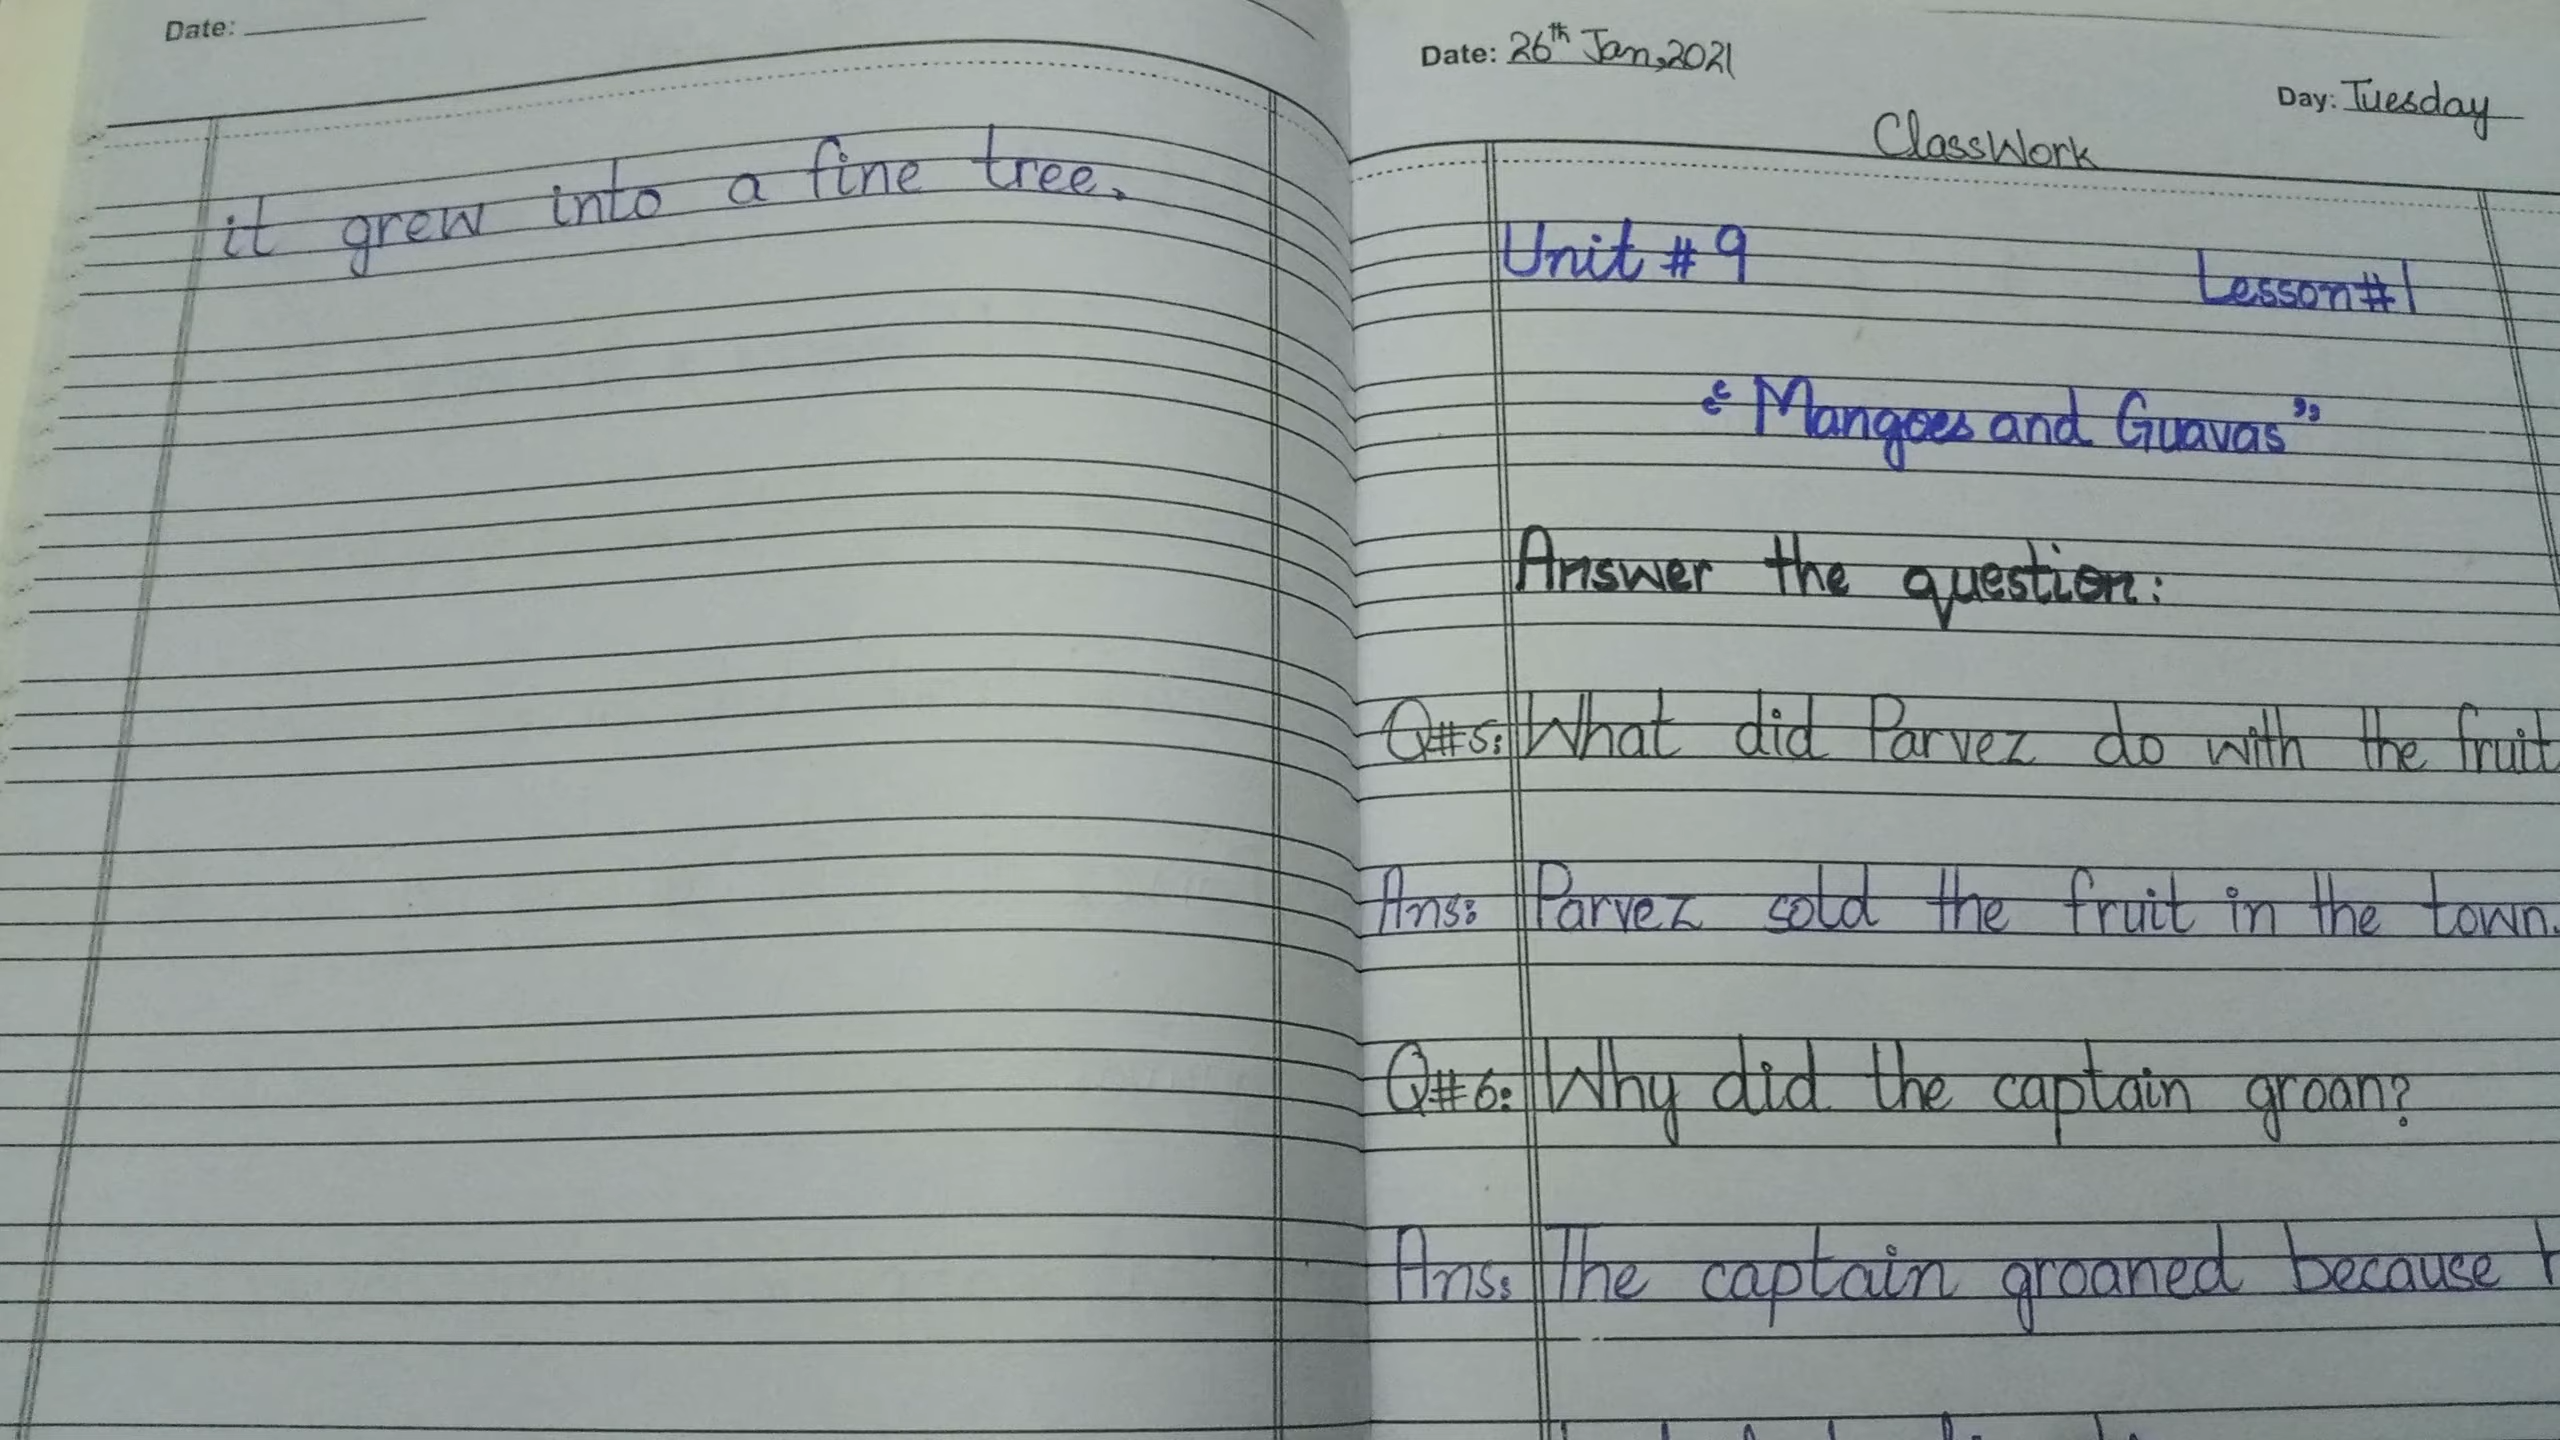 Date:
it grew into a fine tree.
Date: 26th Jan, 2021
Day: Tuesday
ClassWork
Unit # 9 Lesson # 1
"Mangoes and Guavas"
Answer the question:
Q# 5: What did Parvez do with the fruit
Ans: Parvez sold the fruit in the town.
Q# 6: Why did the captain groan?
Ans: The captain groaned because